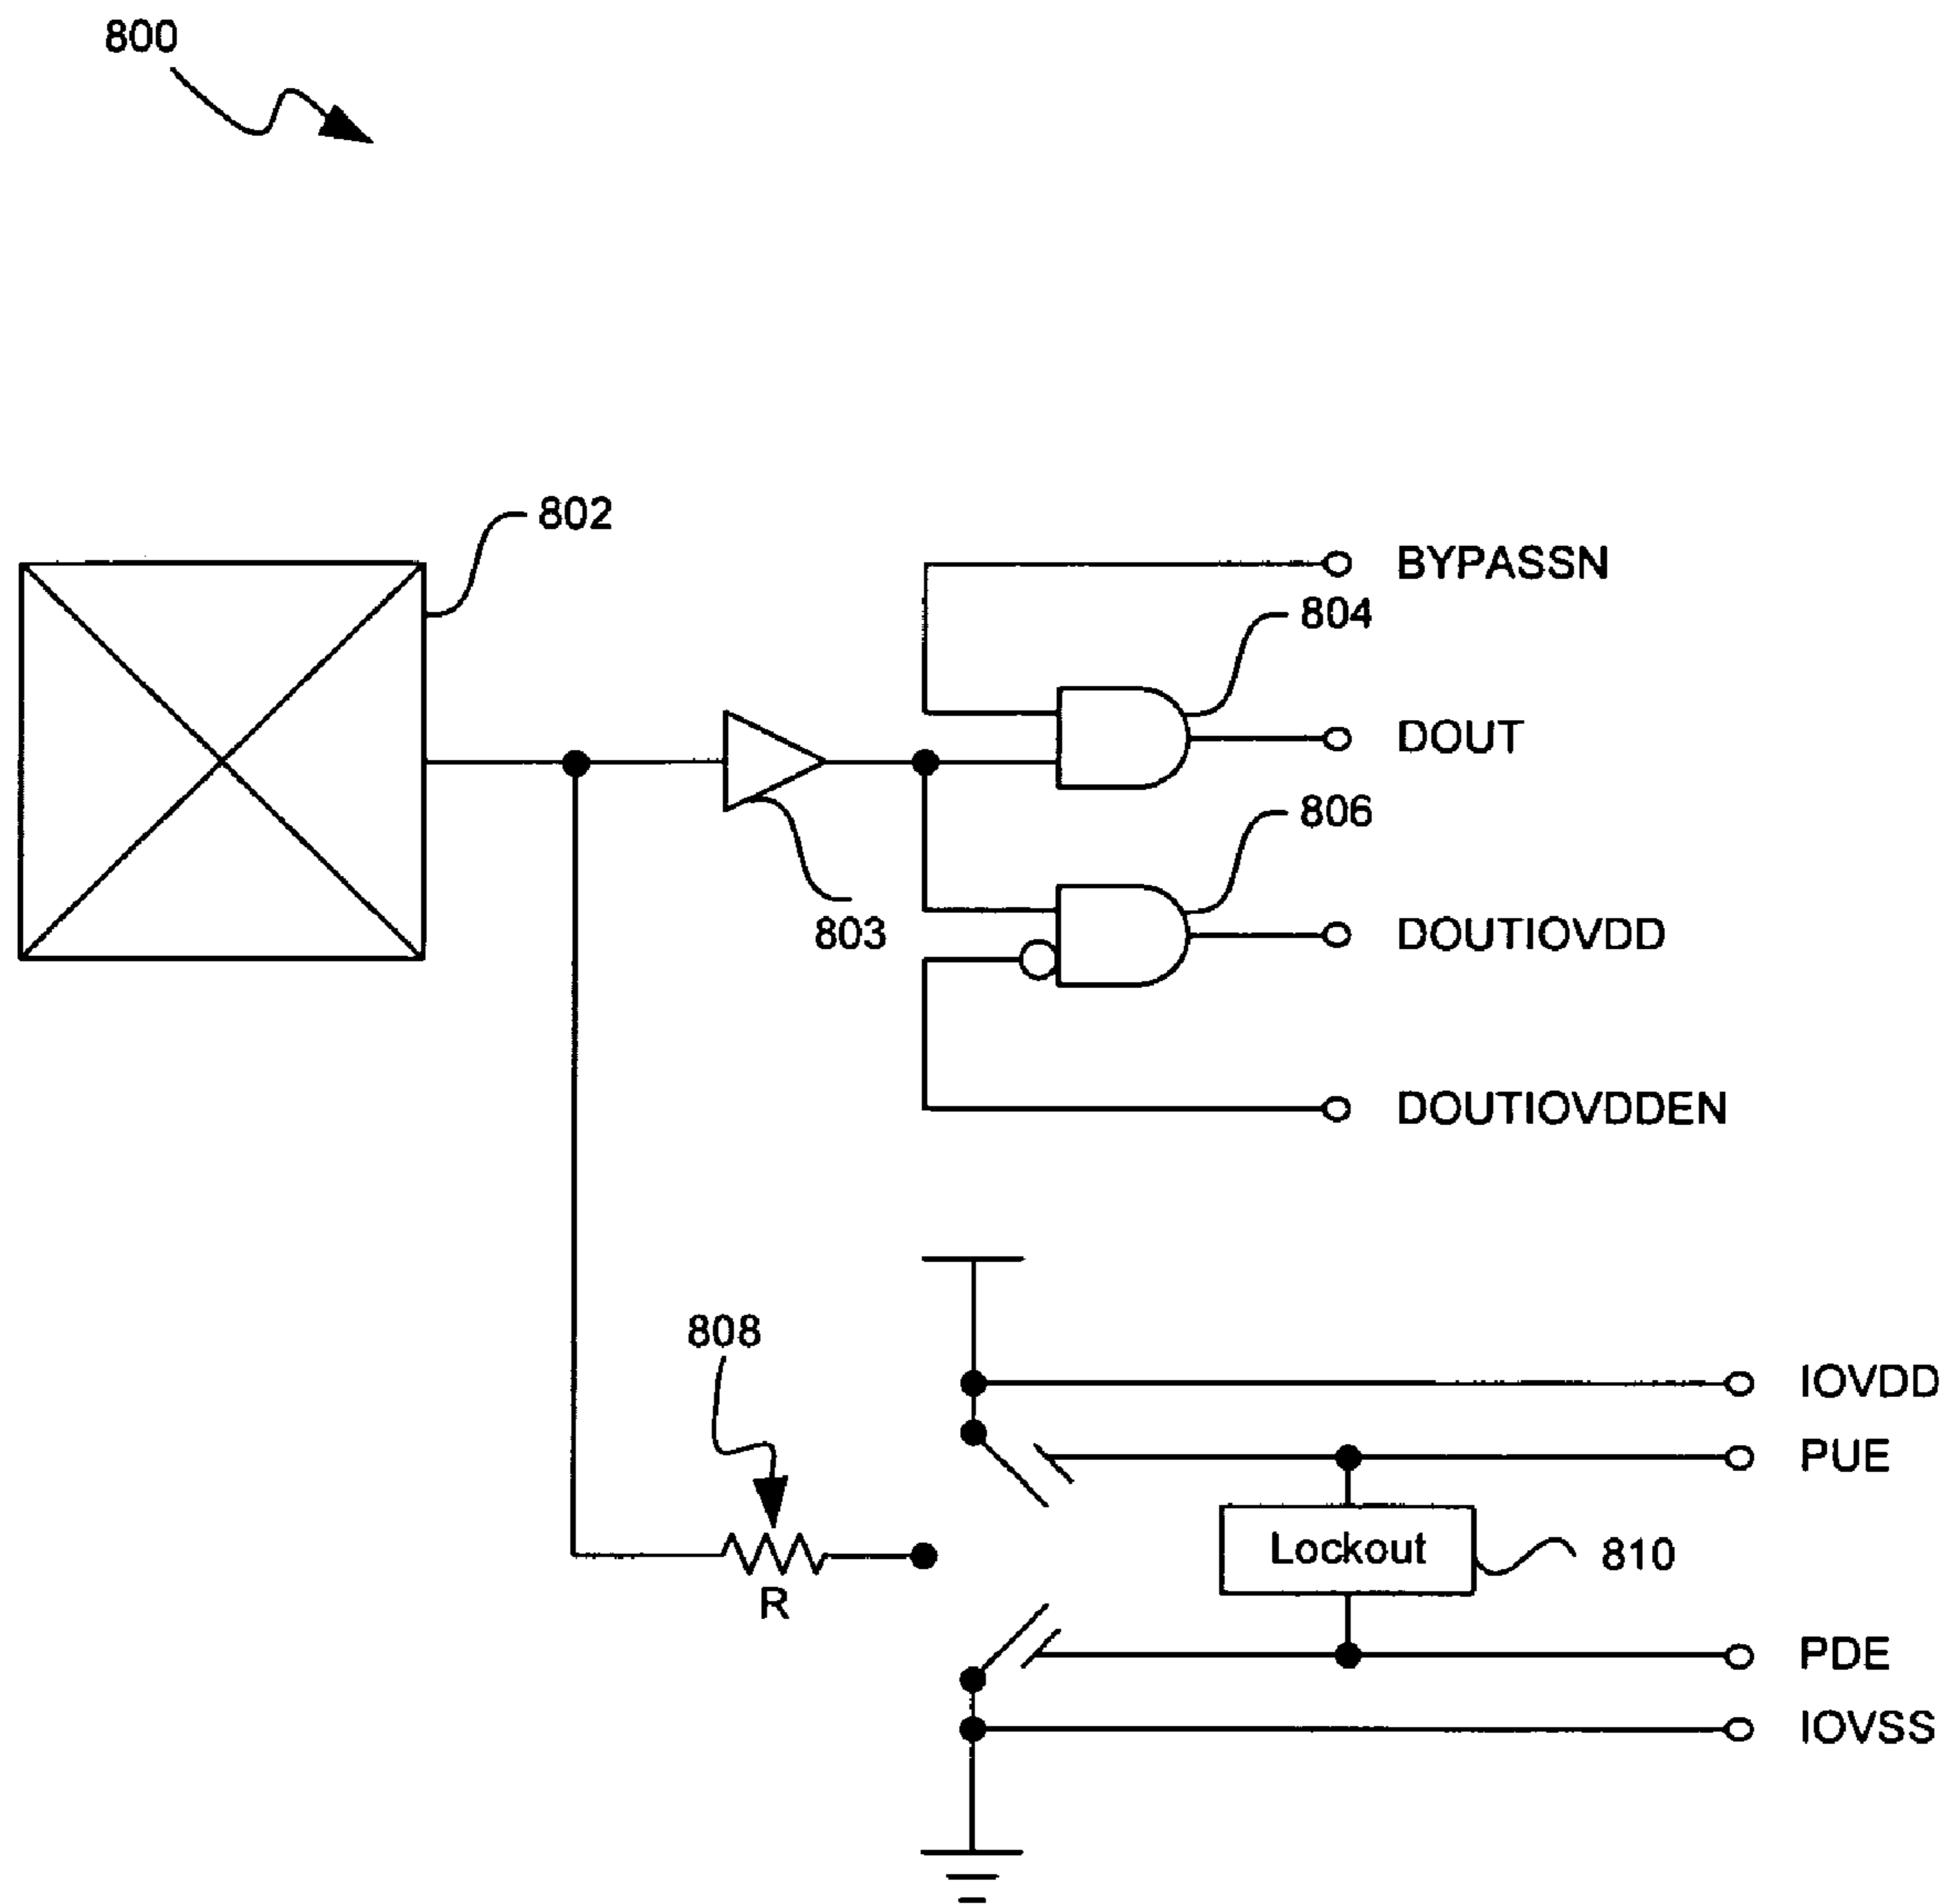 800
802
BYPASSN
804
DOUT
806
803
DOUTIOVDD
DOUTIOVDDEN
808
IOVDD
PUE
Lockout
810
R
PDE
IOVSS